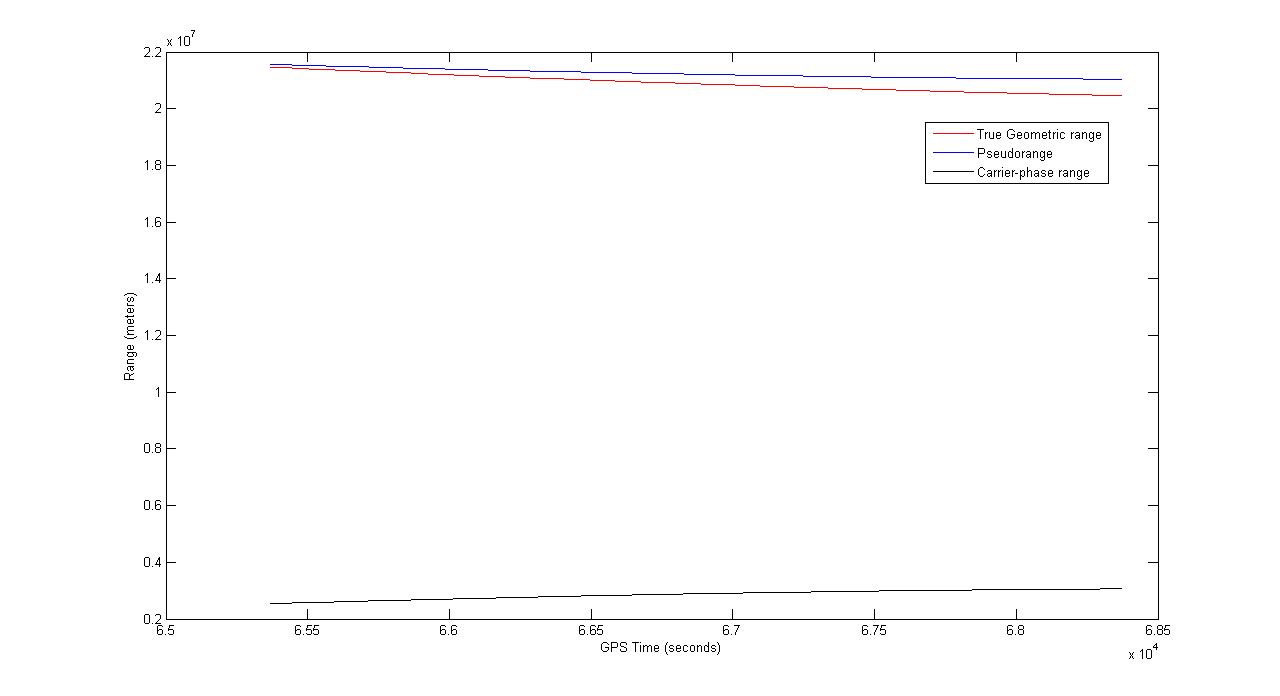 x 10^7
2.2
2
1.8
1.6
1.4
1.2
1
0.8
0.6
0.4
0.2
Range (meters)
True Geometric range
Pseudorange
Carrier-phase range
6.5 6.55 6.6 6.65 6.7 6.75 6.8 6.85
GPS Time (seconds)
x 10^4